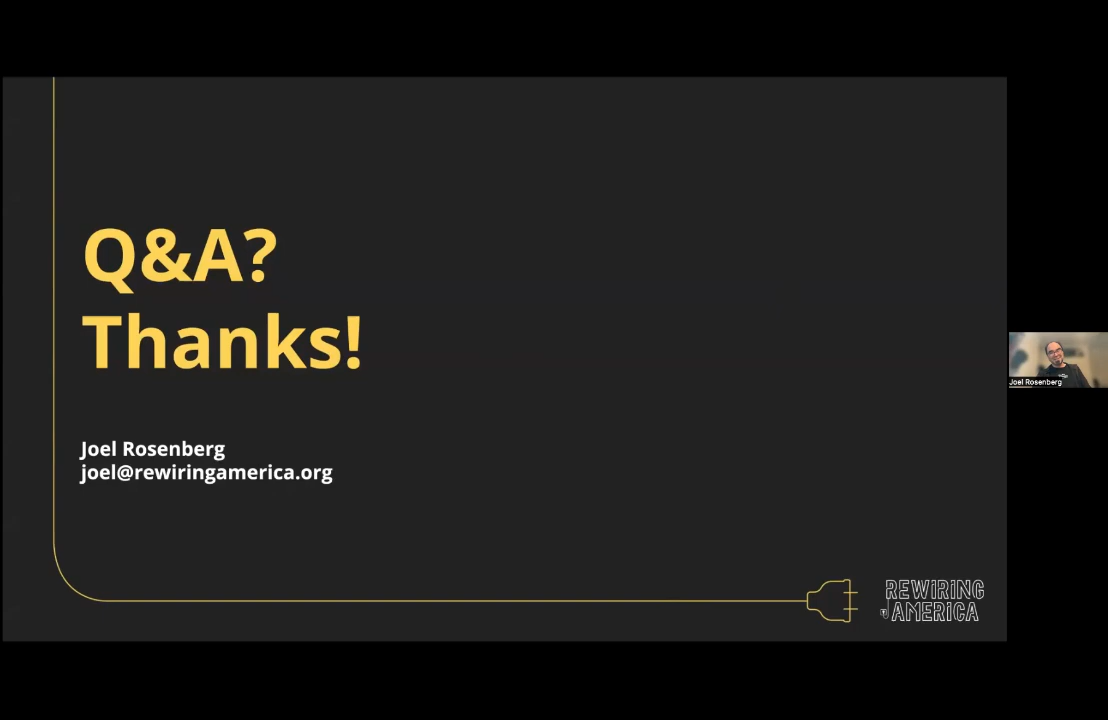 Q&A?
Thanks!
Joel Rosenberg
joel@rewiringamerica.org
REWIRING
AMERICA
Joel Rosenberg